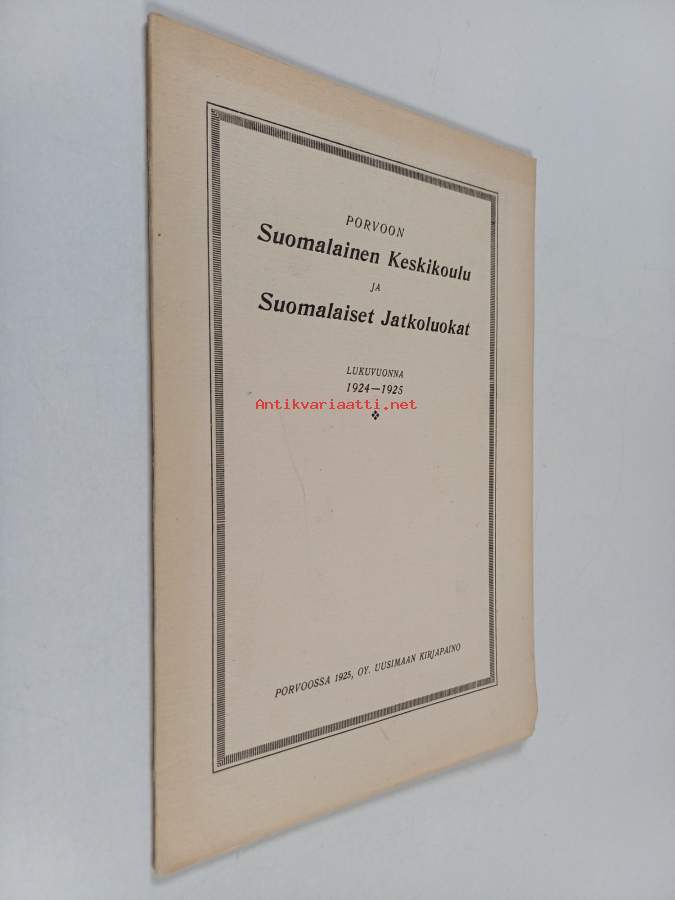 PORVOON
Suomalainen Keskikoulu
JA
Suomalaiset Jatkoluokat
LUKUVUONNA
1924—1925
Antikvariaatti.net
PORVOOSSA 1925, OY. UUSIMAAN KIRJAPAINO